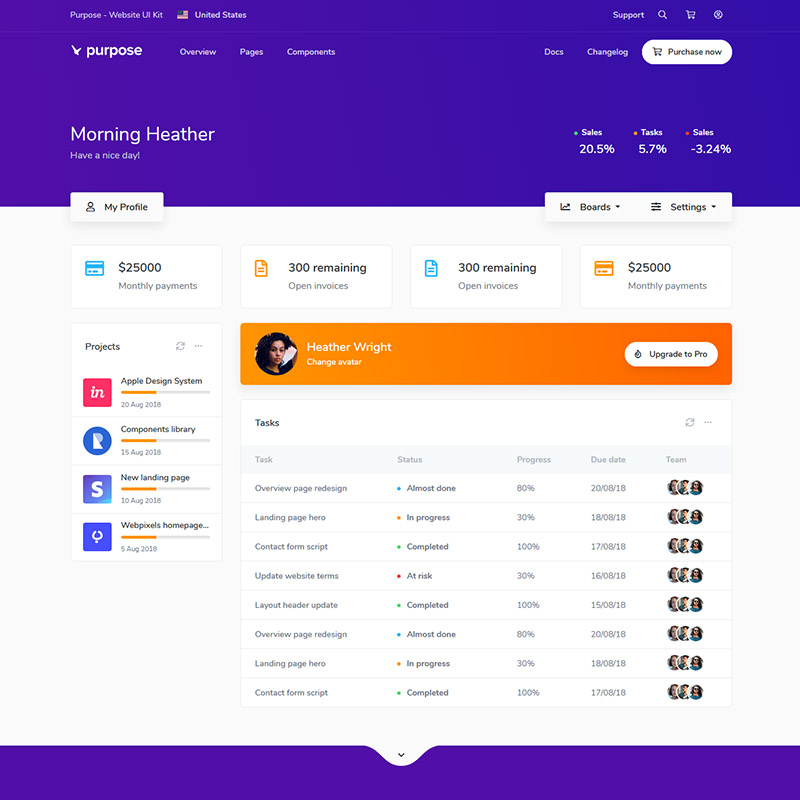 Purpose - Website UI Kit United States Support
purpose Overview Pages Components Docs Changelog Purchase now
Morning Heather
Have a nice day!
Sales Tasks Sales
20.5% 5.7% -3.24%
My Profile Boards Settings
$25000 300 remaining 300 remaining $25000
Monthly payments Open invoices Open invoices Monthly payments
Projects
in Apple Design System
20 Aug 2018
R Components library
15 Aug 2018
S New landing page
10 Aug 2018
Webpixels homepage...
5 Aug 2018
Heather Wright
Change avatar
Upgrade to Pro
Tasks
Task Status Progress Due date Team
Overview page redesign Almost done 80% 20/08/18
Landing page hero In progress 30% 18/08/18
Contact form script Completed 100% 17/08/18
Update website terms At risk 30% 16/08/18
Layout header update Completed 100% 15/08/18
Overview page redesign Almost done 80% 20/08/18
Landing page hero In progress 30% 18/08/18
Contact form script Completed 100% 17/08/18